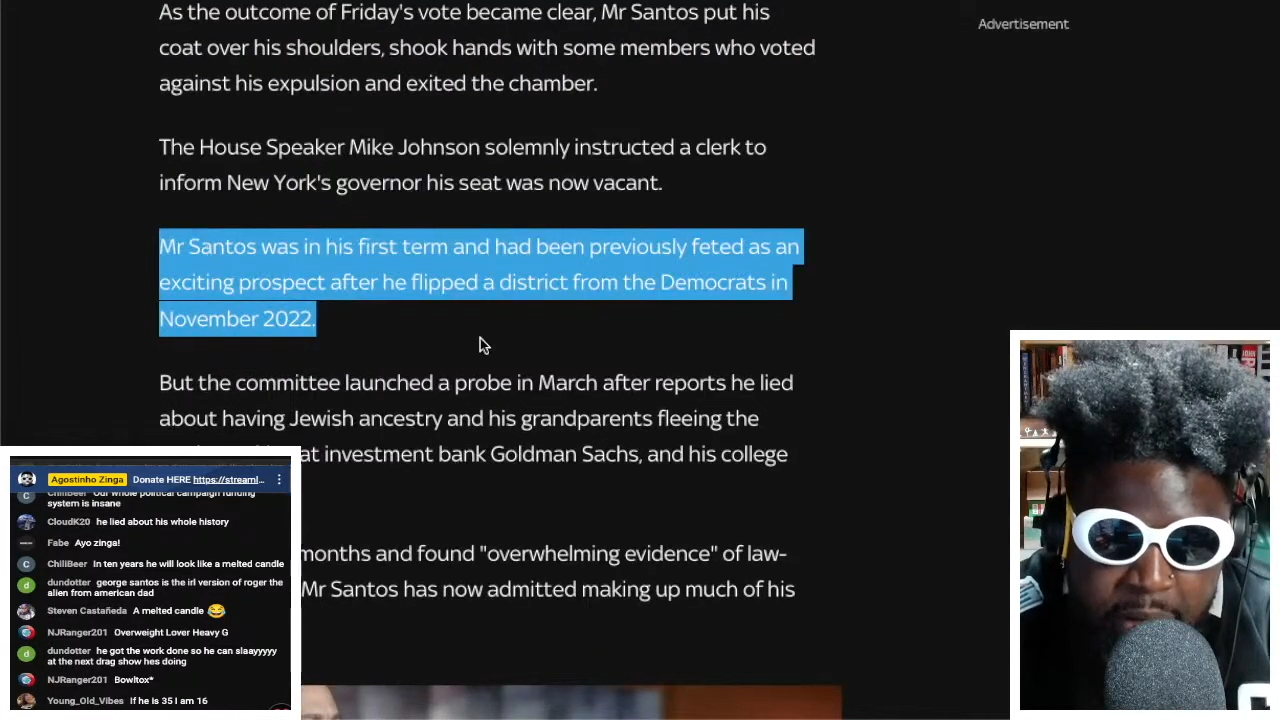 As the outcome of Friday's vote became clear, Mr Santos put his
coat over his shoulders, shook hands with some members who voted
against his expulsion and exited the chamber.
Advertisement
The House Speaker Mike Johnson solemnly instructed a clerk to
inform New York's governor his seat was now vacant.
Mr Santos was in his first term and had been previously feted as an
exciting prospect after he flipped a district from the Democrats in
November 2022.
But the committee launched a probe in March after reports he lied
about having Jewish ancestry and his grandparents fleeing the
at investment bank Goldman Sachs, and his college
months and found "overwhelming evidence" of law-
Mr Santos has now admitted making up much of his
Agostinho Zinga Donate HERE https://streaml...
ChiliBeer Our whole political campaign funding
system is insane
CloudK20 he lied about his whole history
Fabe Ayo zinga!
ChiliBeer In ten years he will look like a melted candle
dundotter george santos is the irl version of roger the
alien from american dad
Steven Castañeda A melted candle 😂
NJRanger201 Overweight Lover Heavy G
dundotter he got the work done so he can slaayyyyy
at the next drag show hes doing
NJRanger201 Bowltox*
Young_Old_Vibes If he is 35 I am 16